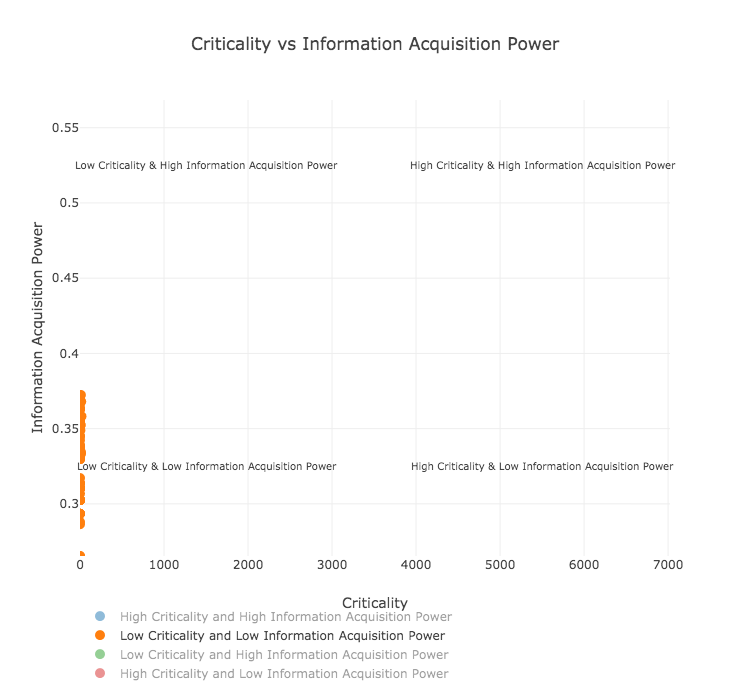 Criticality vs Information Acquisition Power
0.55
Low Criticality & High Information Acquisition Power
High Criticality & High Information Acquisition Power
0.5
0.45
Information Acquisition Power
0.4
0.35
Low Criticality & Low Information Acquisition Power
High Criticality & Low Information Acquisition Power
0.3
0 1000 2000 3000 4000 5000 6000 7000
Criticality
High Criticality and High Information Acquisition Power
Low Criticality and Low Information Acquisition Power
Low Criticality and High Information Acquisition Power
High Criticality and Low Information Acquisition Power